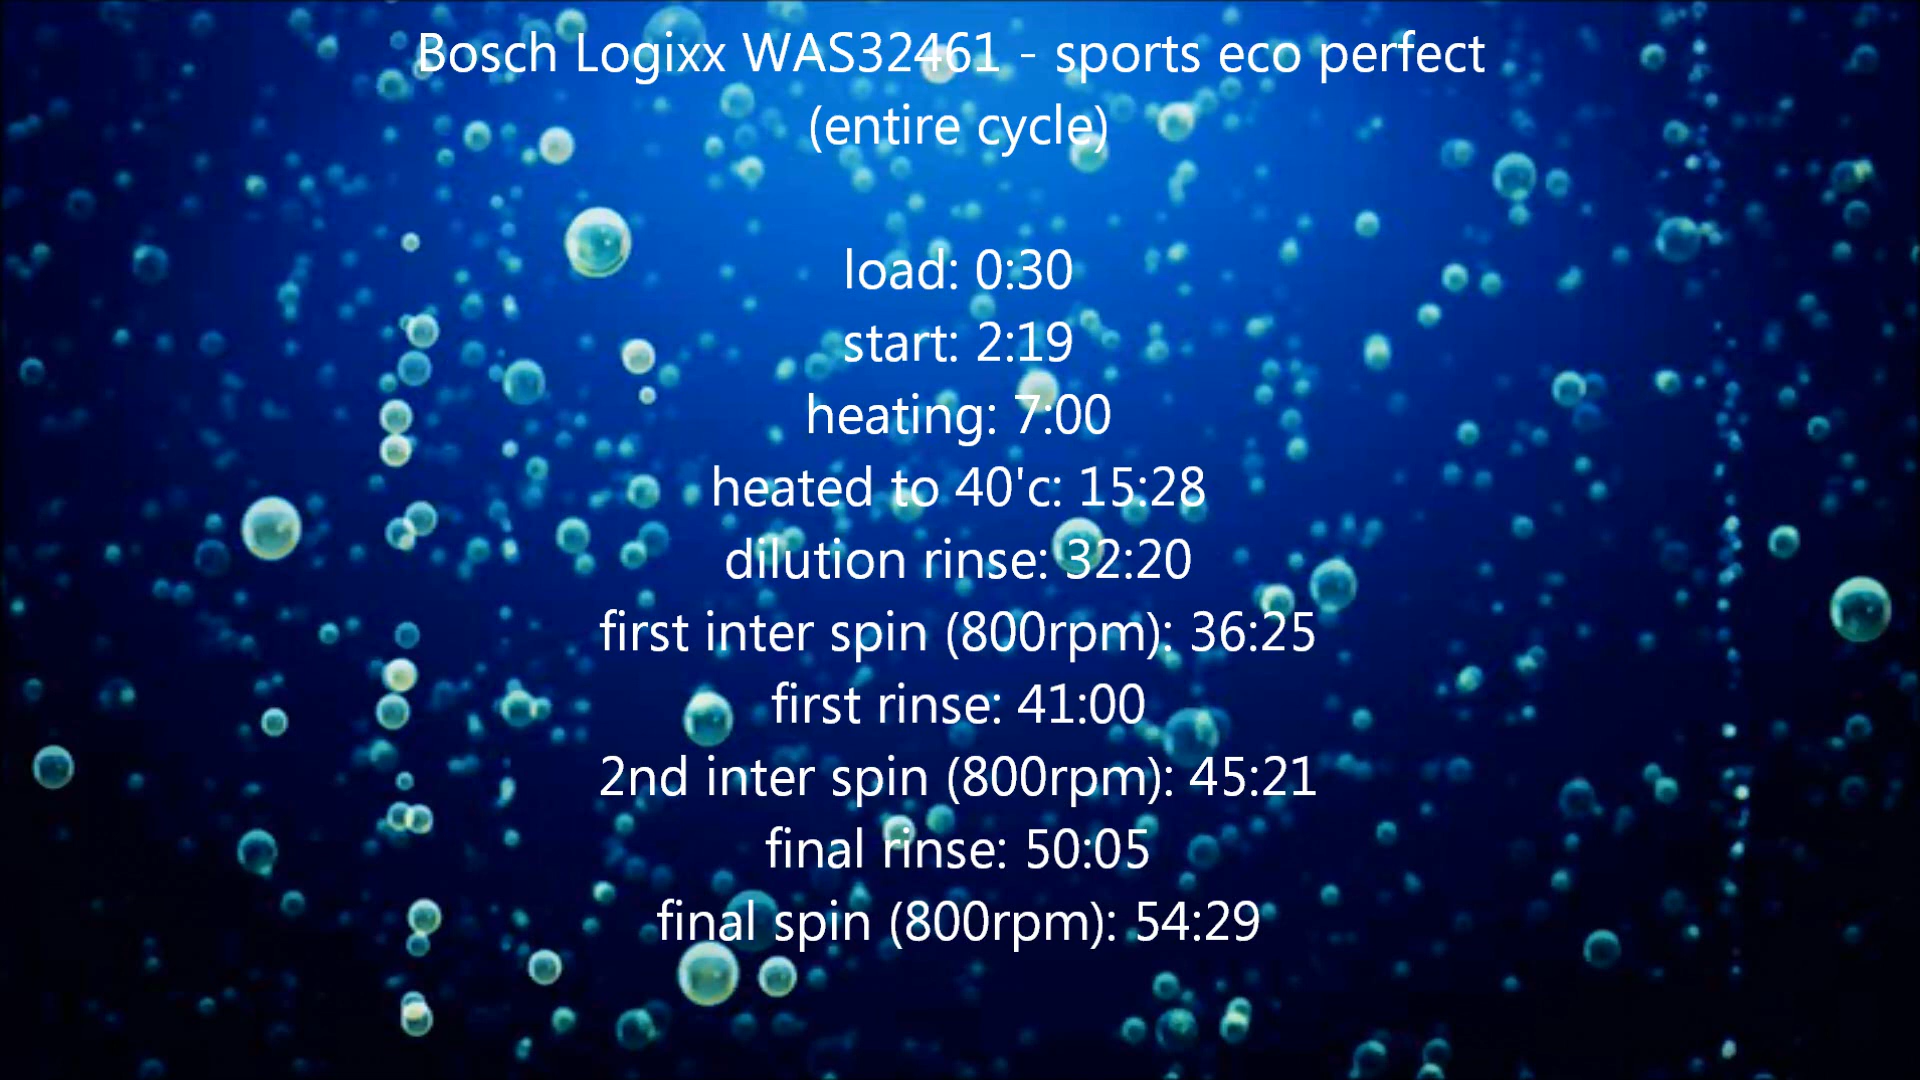 Bosch Logixx WAS32461 - sports eco perfect
(entire cycle)
load: 0:30
start: 2:19
heating: 7:00
heated to 40'c: 15:28
dilution rinse: 32:20
first inter spin (800rpm): 36:25
first rinse: 41:00
2nd inter spin (800rpm): 45:21
final rinse: 50:05
final spin (800rpm): 54:29